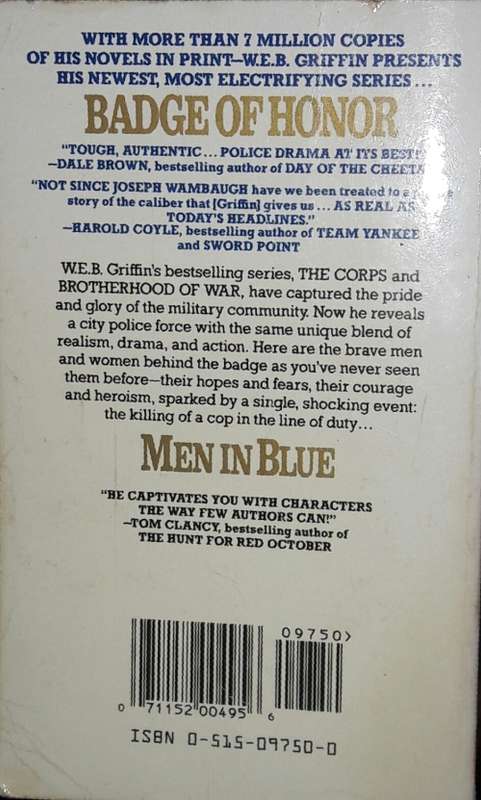 WITH MORE THAN 7 MILLION COPIES
OF HIS NOVELS IN PRINT—W.E.B. GRIFFIN PRESENTS
HIS NEWEST, MOST ELECTRIFYING SERIES...
BADGE OF HONOR
"TOUGH, AUTHENTIC... POLICE DRAMA AT ITS BEST!"
—DALE BROWN, bestselling author of DAY OF THE CHEETA
"NOT SINCE JOSEPH WAMBAUGH have we been treated to a
story of the caliber that [Griffin] gives us... AS REAL AS
TODAY'S HEADLINES."
—HAROLD COYLE, bestselling author of TEAM YANKEE
and SWORD POINT
W.E.B. Griffin's bestselling series, THE CORPS and
BROTHERHOOD OF WAR, have captured the pride
and glory of the military community. Now he reveals
a city police force with the same unique blend of
realism, drama, and action. Here are the brave men
and women behind the badge as you've never seen
them before—their hopes and fears, their courage
and heroism, sparked by a single, shocking event:
the killing of a cop in the line of duty...
MEN IN BLUE
"HE CAPTIVATES YOU WITH CHARACTERS
THE WAY FEW AUTHORS CAN!"
—TOM CLANCY, bestselling author of
THE HUNT FOR RED OCTOBER
09750>
0 71152 00495 6
ISBN 0-515-09750-0